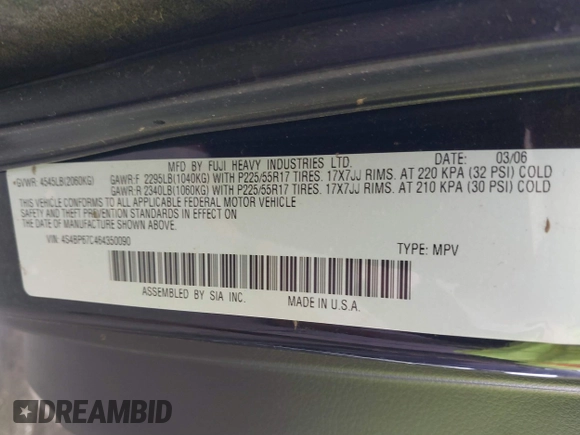 MFD BY FUJI HEAVY INDUSTRIES LTD. DATE: 03/06
*GVWR: 4545LB(2060KG) GAWR:F 2295LB(1040KG) WITH P225/55R17 TIRES. 17X7JJ RIMS. AT 220 KPA (32 PSI) COLD
GAWR:R 2340LB(1060KG) WITH P225/55R17 TIRES. 17X7JJ RIMS. AT 210 KPA (30 PSI) COLD
THIS VEHICLE CONFORMS TO ALL APPLICABLE FEDERAL MOTOR VEHICLE
SAFETY AND THEFT PREVENTION STANDARDS IN EFFECT ON
THE DATE OF MANUFACTURE SHOWN ABOVE.
VIN: 4S4BP67C464350090 TYPE: MPV
ASSEMBLED BY SIA INC. MADE IN U.S.A.
DREAMBID